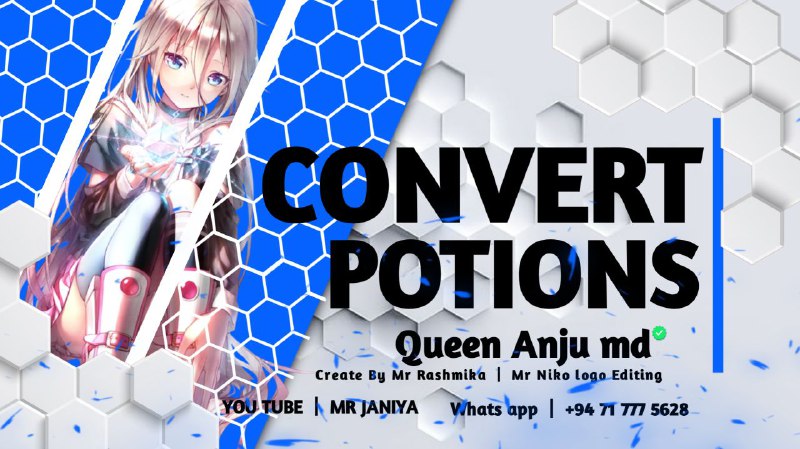 CONVERT
POTIONS
Queen Anju md
Create By Mr Rashmika | Mr Niko Logo Editing
YOU TUBE | MR JANIYA Whats app | +94 71 777 5628